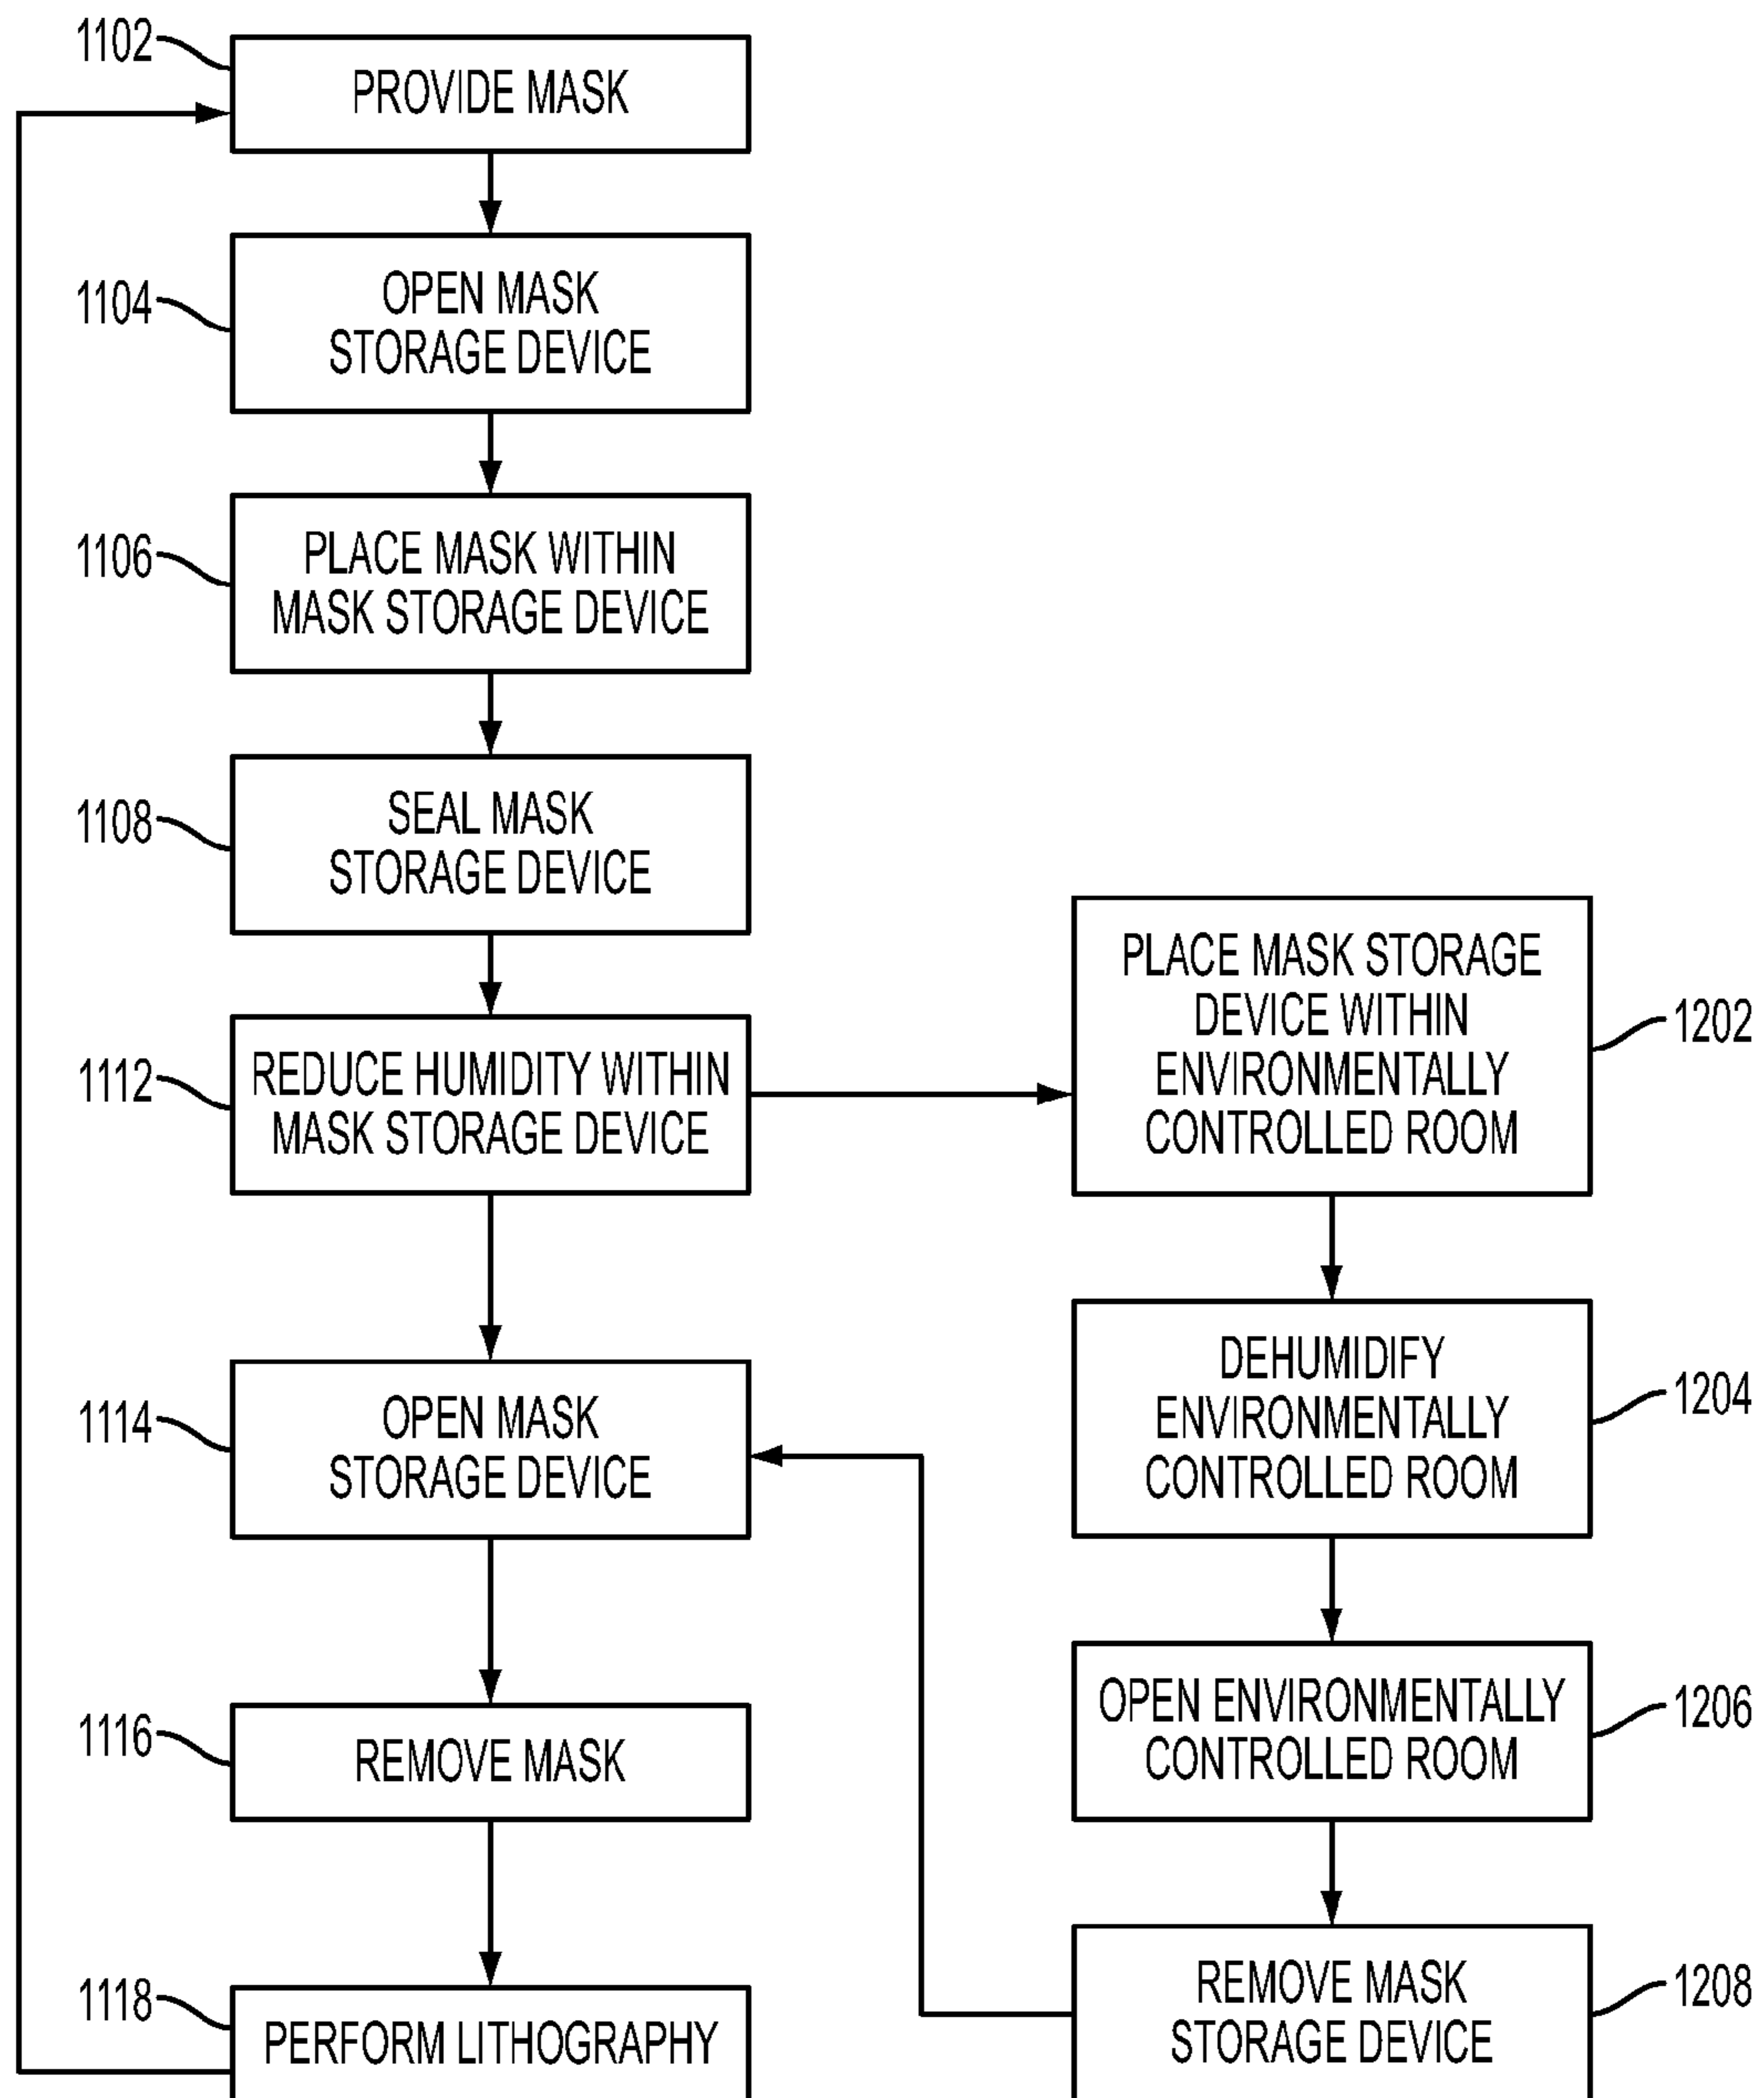 1102
PROVIDE MASK
1104
OPEN MASK
STORAGE DEVICE
1106
PLACE MASK WITHIN
MASK STORAGE DEVICE
1108
SEAL MASK
STORAGE DEVICE
1112
REDUCE HUMIDITY WITHIN
MASK STORAGE DEVICE
1114
OPEN MASK
STORAGE DEVICE
1116
REMOVE MASK
1118
PERFORM LITHOGRAPHY
PLACE MASK STORAGE
DEVICE WITHIN
ENVIRONMENTALLY
CONTROLLED ROOM
1202
DEHUMIDIFY
ENVIRONMENTALLY
CONTROLLED ROOM
1204
OPEN ENVIRONMENTALLY
CONTROLLED ROOM
1206
REMOVE MASK
STORAGE DEVICE
1208